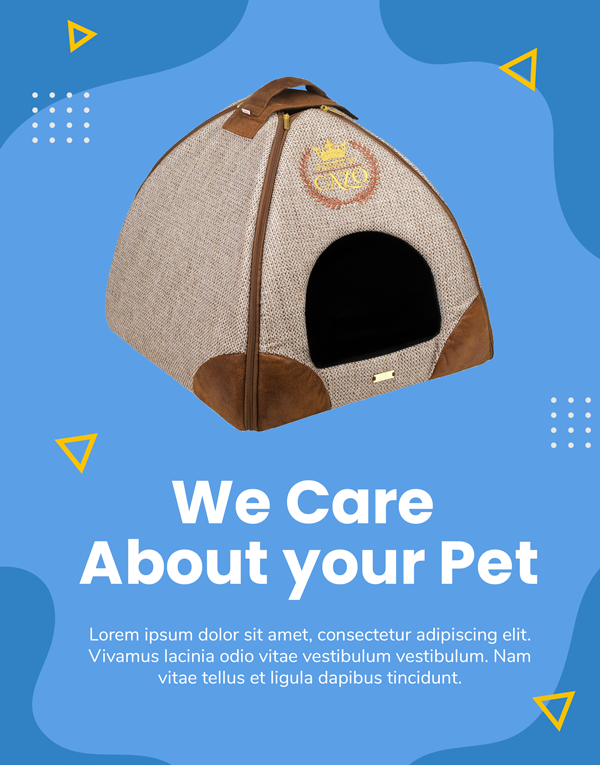 CAZO
We Care
About your Pet
Lorem ipsum dolor sit amet, consectetur adipiscing elit.
Vivamus lacinia odio vitae vestibulum vestibulum. Nam
vitae tellus et ligula dapibus tincidunt.